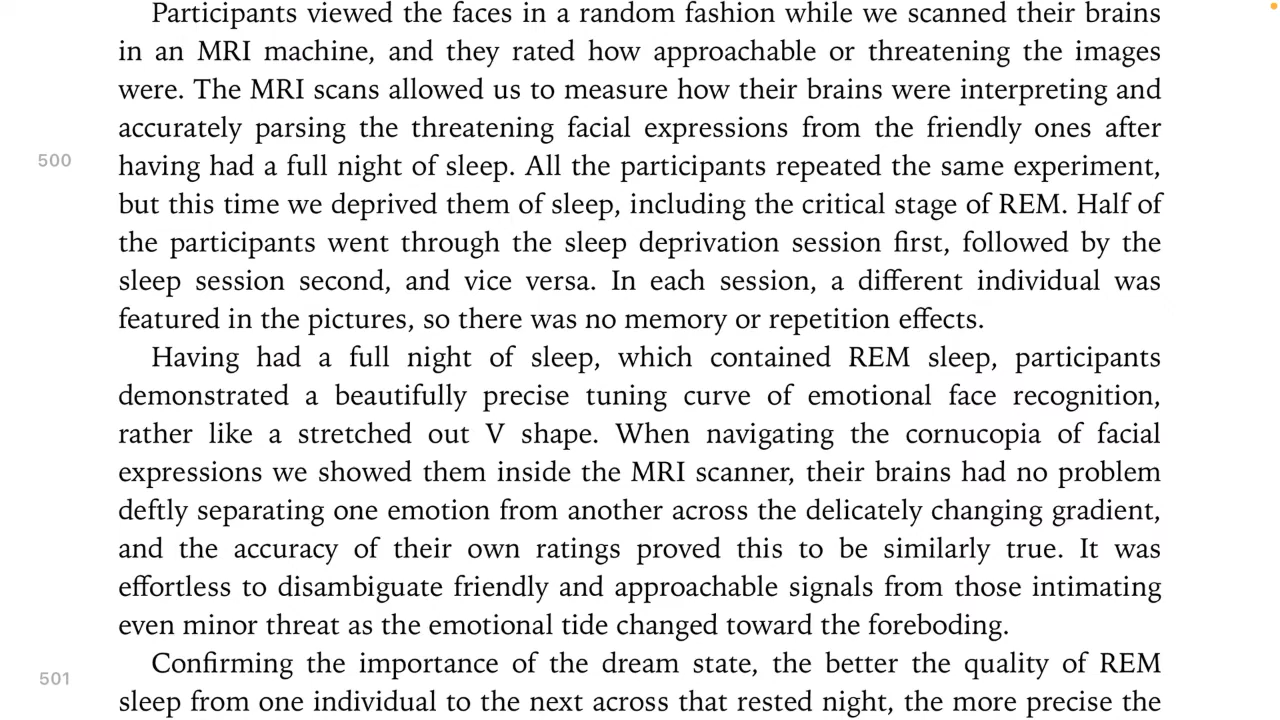 Participants viewed the faces in a random fashion while we scanned their brains
in an MRI machine, and they rated how approachable or threatening the images
were. The MRI scans allowed us to measure how their brains were interpreting and
accurately parsing the threatening facial expressions from the friendly ones after
500
having had a full night of sleep. All the participants repeated the same experiment,
but this time we deprived them of sleep, including the critical stage of REM. Half of
the participants went through the sleep deprivation session first, followed by the
sleep session second, and vice versa. In each session, a different individual was
featured in the pictures, so there was no memory or repetition effects.
Having had a full night of sleep, which contained REM sleep, participants
demonstrated a beautifully precise tuning curve of emotional face recognition,
rather like a stretched out V shape. When navigating the cornucopia of facial
expressions we showed them inside the MRI scanner, their brains had no problem
deftly separating one emotion from another across the delicately changing gradient,
and the accuracy of their own ratings proved this to be similarly true. It was
effortless to disambiguate friendly and approachable signals from those intimating
even minor threat as the emotional tide changed toward the foreboding.
Confirming the importance of the dream state, the better the quality of REM
501
sleep from one individual to the next across that rested night, the more precise the